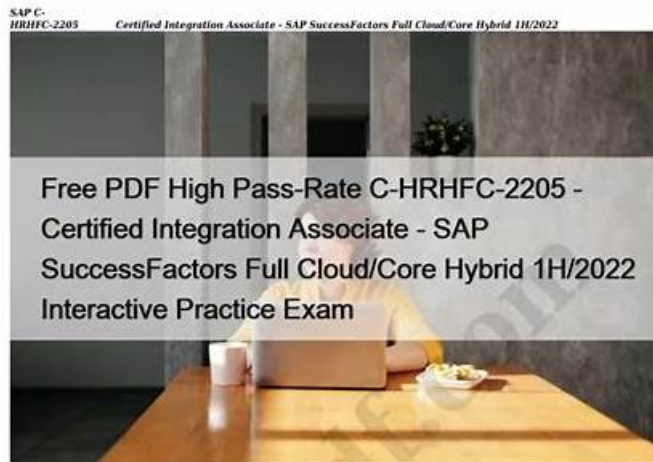 SAP C-
HRHFC-2205 Certified Integration Associate - SAP SuccessFactors Full Cloud/Core Hybrid 1H/2022
Free PDF High Pass-Rate C-HRHFC-2205 -
Certified Integration Associate - SAP
SuccessFactors Full Cloud/Core Hybrid 1H/2022
Interactive Practice Exam